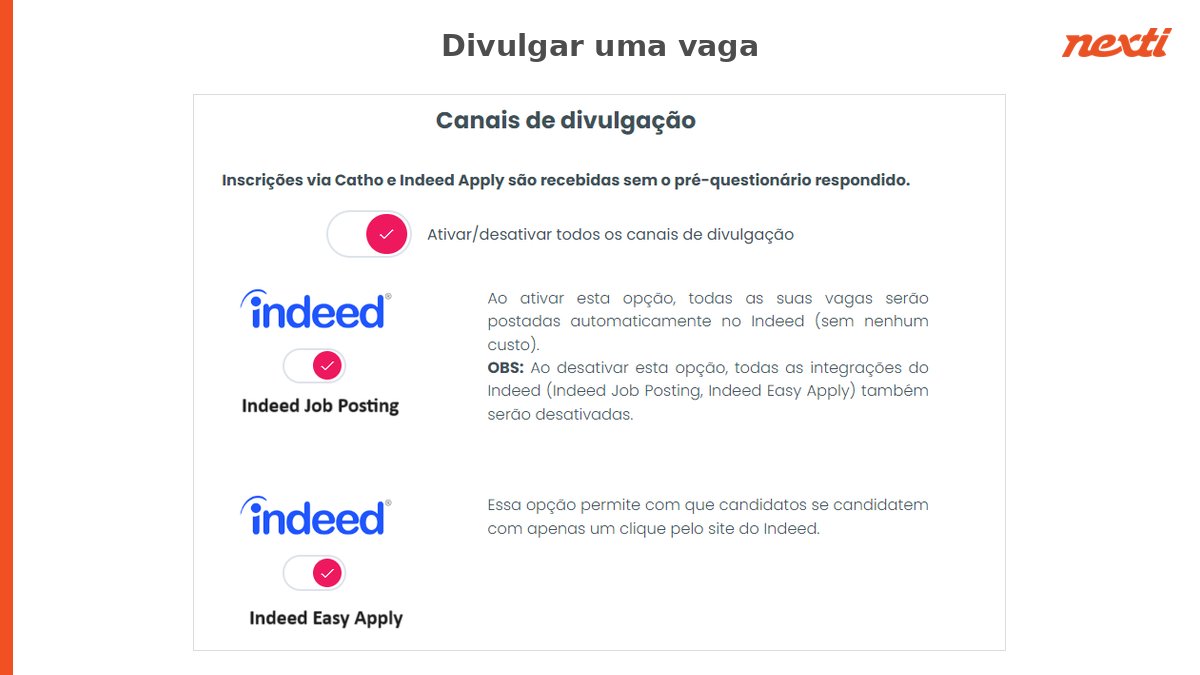 Divulgar uma vaga
nexti
Canais de divulgação
Inscrições via Catho e Indeed Apply são recebidas sem o pré-questionário respondido.
Ativar/desativar todos os canais de divulgação
indeed®
Indeed Job Posting
Ao ativar esta opção, todas as suas vagas serão
postadas automaticamente no Indeed (sem nenhum
custo).
OBS: Ao desativar esta opção, todas as integrações do
Indeed (Indeed Job Posting, Indeed Easy Apply) também
serão desativadas.
indeed®
Indeed Easy Apply
Essa opção permite com que candidatos se candidatem
com apenas um clique pelo site do Indeed.